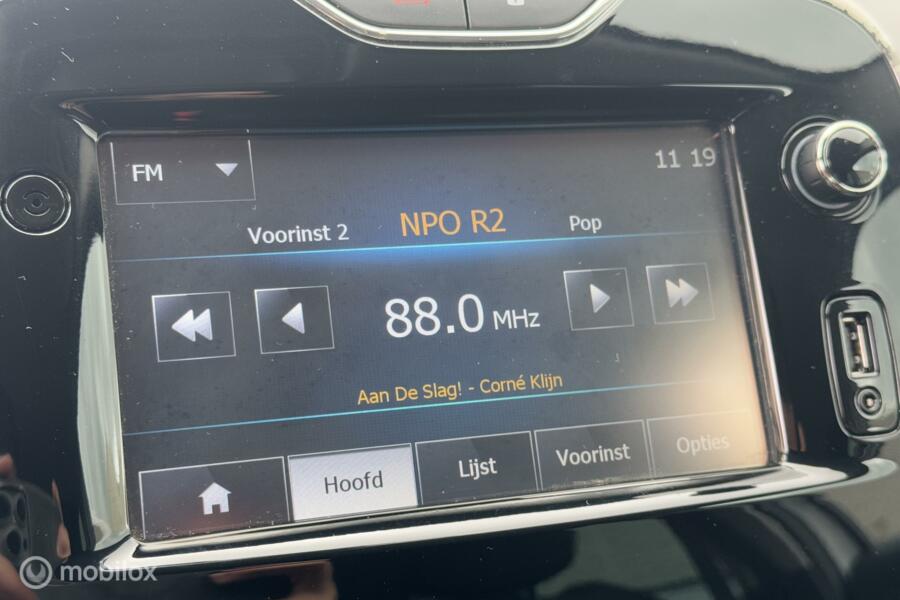 FM
11 19
Voorinst 2
NPO R2
Pop
88.0 MHz
Aan De Slag! - Corné Klijn
Hoofd
Lijst
Voorinst
Opties
mobilox